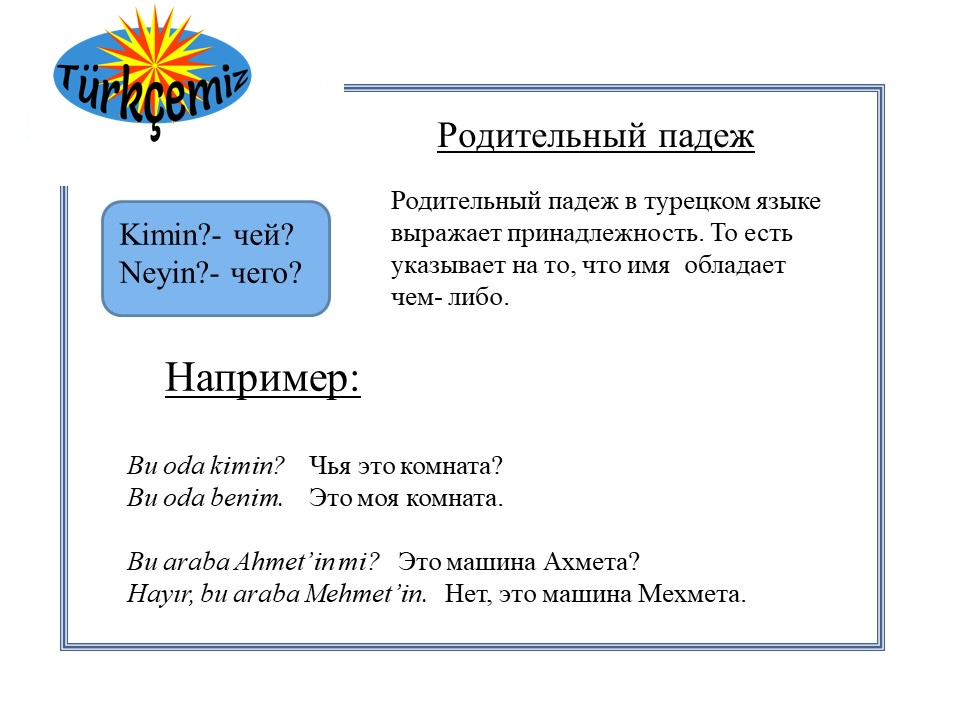 Türkçemiz
Родительный падеж
Kimin?- чей?
Neyin?- чего?
Родительный падеж в турецком языке
выражает принадлежность. То есть
указывает на то, что имя обладает
чем- либо.
Например:
Bu oda kimin? Чья это комната?
Bu oda benim. Это моя комната.
Bu araba Ahmet’in mi? Это машина Ахмета?
Hayır, bu araba Mehmet’in. Нет, это машина Мехмета.